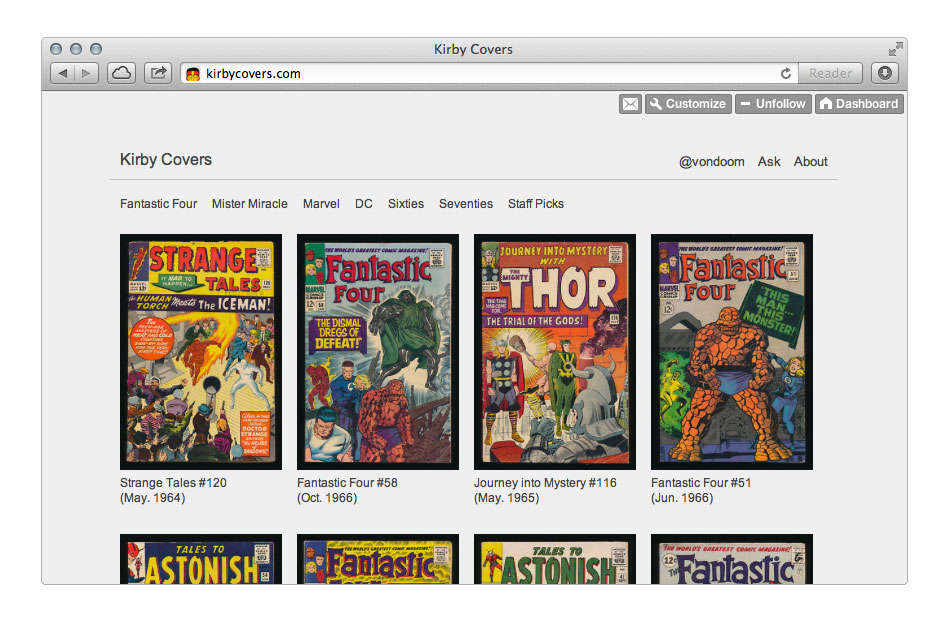 Kirby Covers
kirbycovers.com
Reader
Customize
Unfollow
Dashboard
Kirby Covers
@vondoom Ask About
Fantastic Four Mister Miracle Marvel DC Sixties Seventies Staff Picks
STRANGE
TALES
IT HAD TO
HAPPEN...
THE HUMAN
TORCH Meets THE ICEMAN!
THE WORLD'S GREATEST COMIC MAGAZINE!
Fantastic
Four
THE DISMAL
DREGS OF
DEFEAT!
JOURNEY INTO MYSTERY
WITH
THE MIGHTY
THOR
THE TRIAL OF THE GODS!
THE WORLD'S GREATEST COMIC MAGAZINE!
Fantastic
Four
"THIS
MAN...
THIS
MONSTER!"
Strange Tales #120
(May. 1964)
Fantastic Four #58
(Oct. 1966)
Journey into Mystery #116
(May. 1965)
Fantastic Four #51
(Jun. 1966)
TALES TO
ASTONISH
THE WORLD'S GREATEST COMIC MAGAZINE!
Fantastic
TALES TO
ASTONISH
THE WORLD'S GREATEST COMIC MAGAZINE!
Fantastic